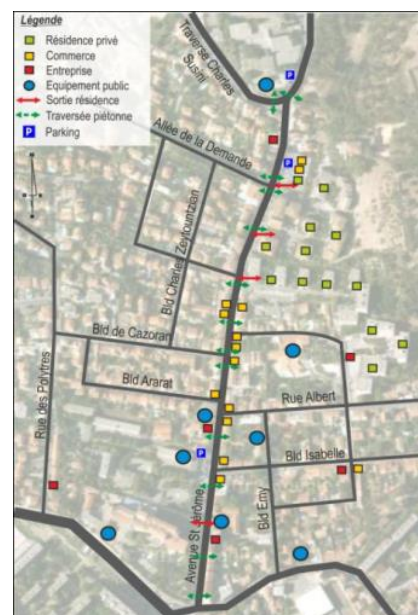 Légende
Résidence privé
Commerce
Entreprise
Equipement public
Sortie résidence
Traversée piétonne
P Parking
Traverse Charles
Susini
P
Allée de la Demande
P
Bld Charles Zeytountzian
Bld de Cazoran
Bld Ararat
Rue des Polytres
Rue Albert
Bld Isabelle
P
Bld Emy
Avenue St Jérôme